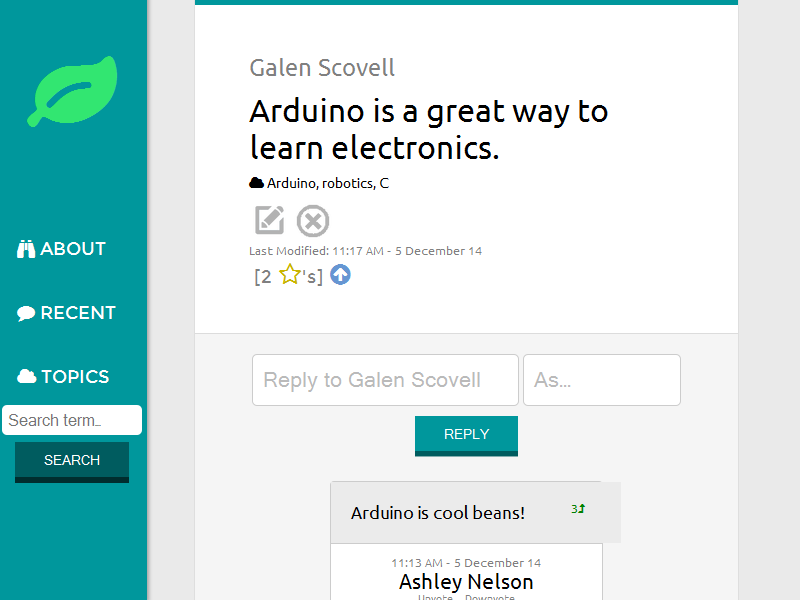 ABOUT
RECENT
TOPICS
Search term..
SEARCH
Galen Scovell
Arduino is a great way to
learn electronics.
Arduino, robotics, C
Last Modified: 11:17 AM - 5 December 14
[2 's]
Reply to Galen Scovell
As...
REPLY
Arduino is cool beans!
3
11:13 AM - 5 December 14
Ashley Nelson
Upvote Downvote